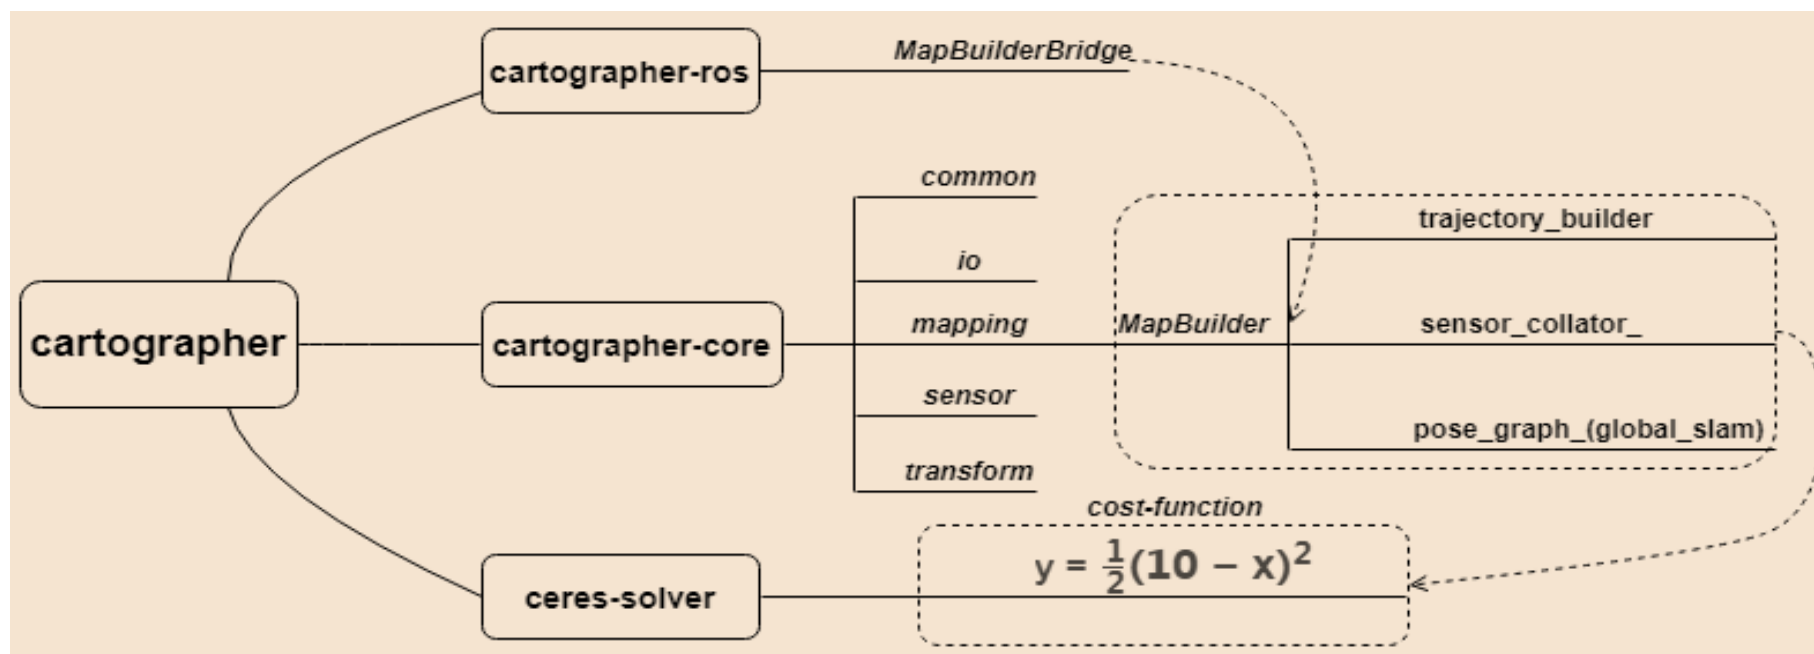 MapBuilderBridge
cartographer-ros
common
trajectory_builder
io
cartographer
cartographer-core
mapping
MapBuilder
sensor_collator_
sensor
pose_graph_(global_slam)
transform
cost-function
y = 1/2(10 − x)²
ceres-solver